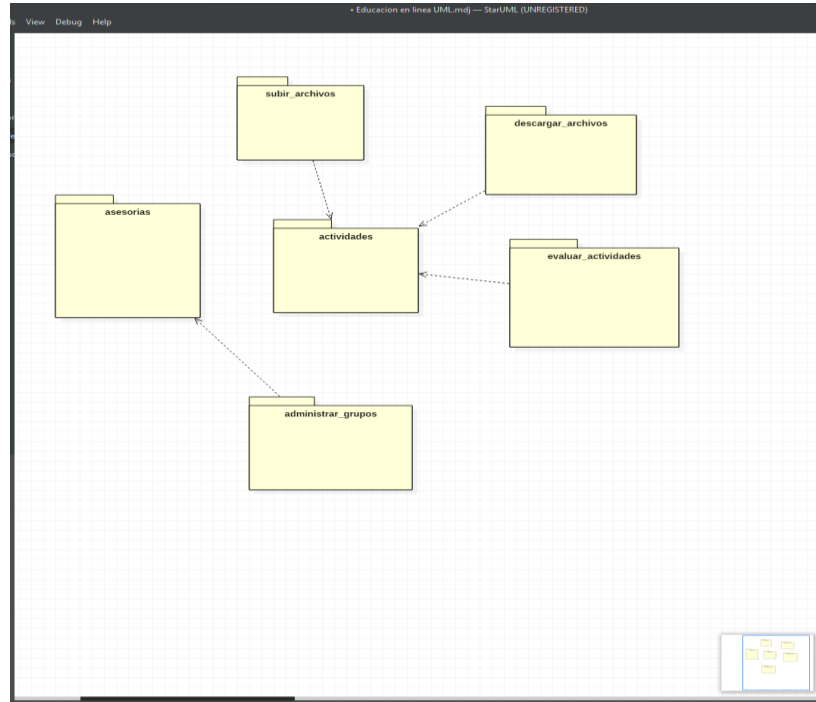 • Educacion en linea UML.mdj — StarUML (UNREGISTERED)
View Debug Help
subir_archivos
descargar_archivos
asesorias
actividades
evaluar_actividades
administrar_grupos